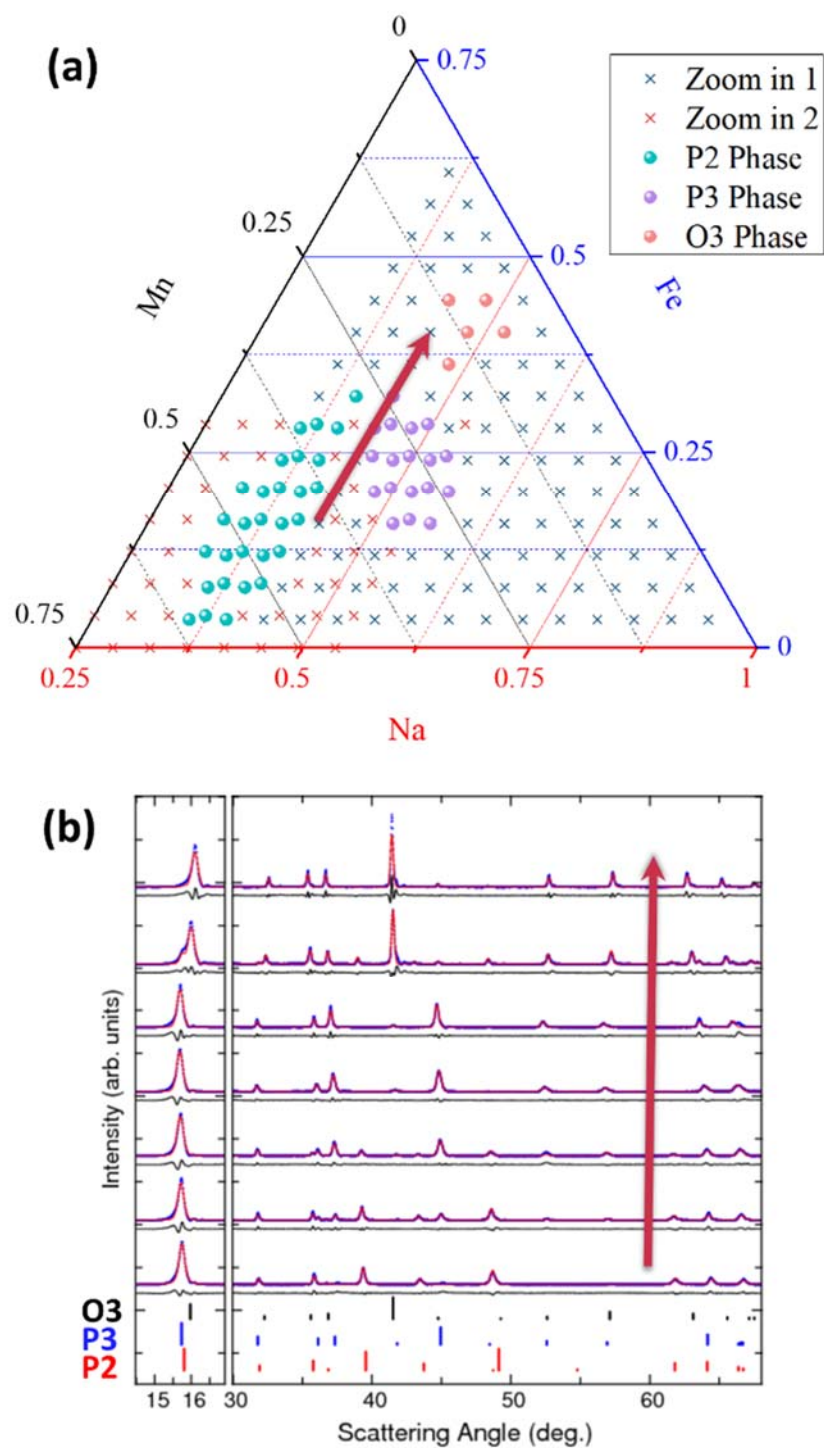 (a)
0
0.75
× Zoom in 1
× Zoom in 2
P2 Phase
P3 Phase
O3 Phase
0.25
0.5
Mn
Fe
0.5
0.25
0.75
0
0.25
0.5
0.75
1
Na
(b)
Intensity (arb. units)
O3
P3
P2
15
16
30
40
50
60
Scattering Angle (deg.)